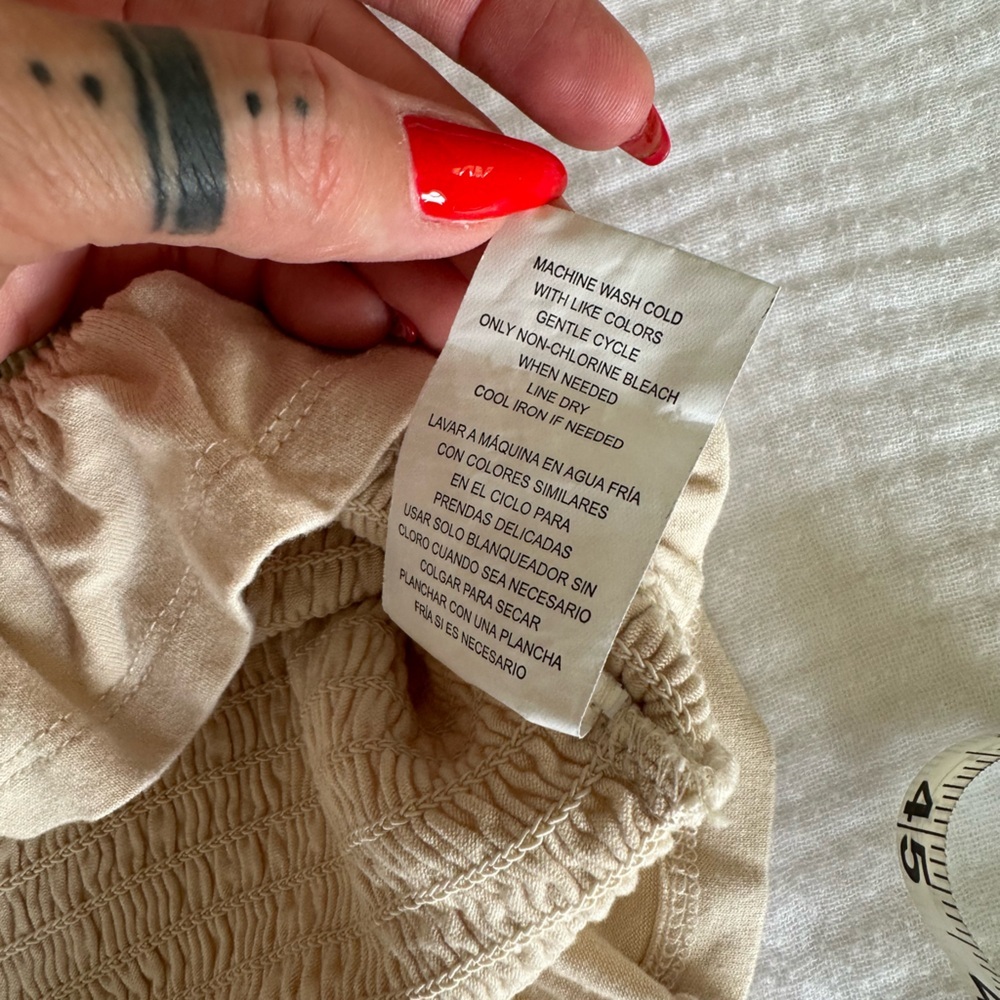 MACHINE WASH COLD
WITH LIKE COLORS
GENTLE CYCLE
ONLY NON-CHLORINE BLEACH
WHEN NEEDED
LINE DRY
COOL IRON IF NEEDED
LAVAR A MÁQUINA EN AGUA FRÍA
CON COLORES SIMILARES
EN EL CICLO PARA
PRENDAS DELICADAS
USAR SOLO BLANQUEADOR SIN
CLORO CUANDO SEA NECESARIO
COLGAR PARA SECAR
PLANCHAR CON UNA PLANCHA
FRÍA SI ES NECESARIO
45